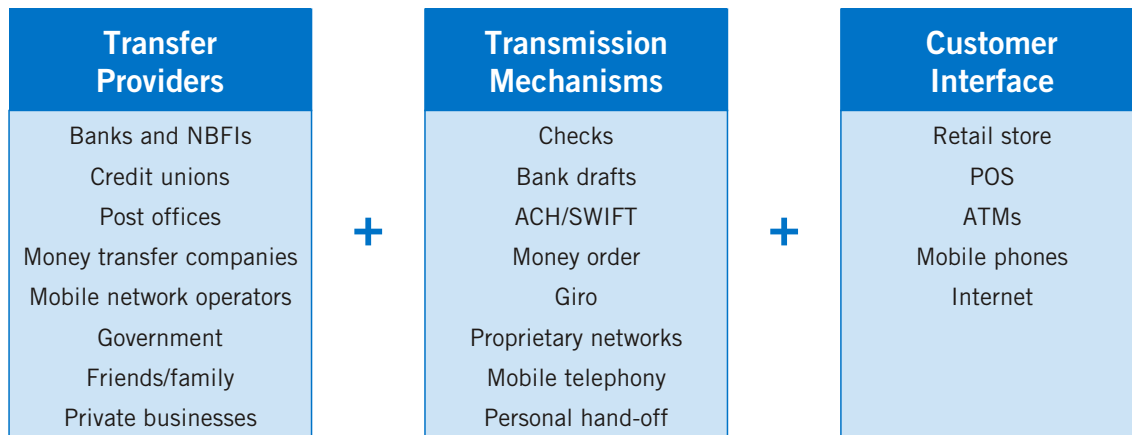 Transfer
Providers
Banks and NBFIs
Credit unions
Post offices
Money transfer companies
Mobile network operators
Government
Friends/family
Private businesses
+
Transmission
Mechanisms
Checks
Bank drafts
ACH/SWIFT
Money order
Giro
Proprietary networks
Mobile telephony
Personal hand-off
+
Customer
Interface
Retail store
POS
ATMs
Mobile phones
Internet